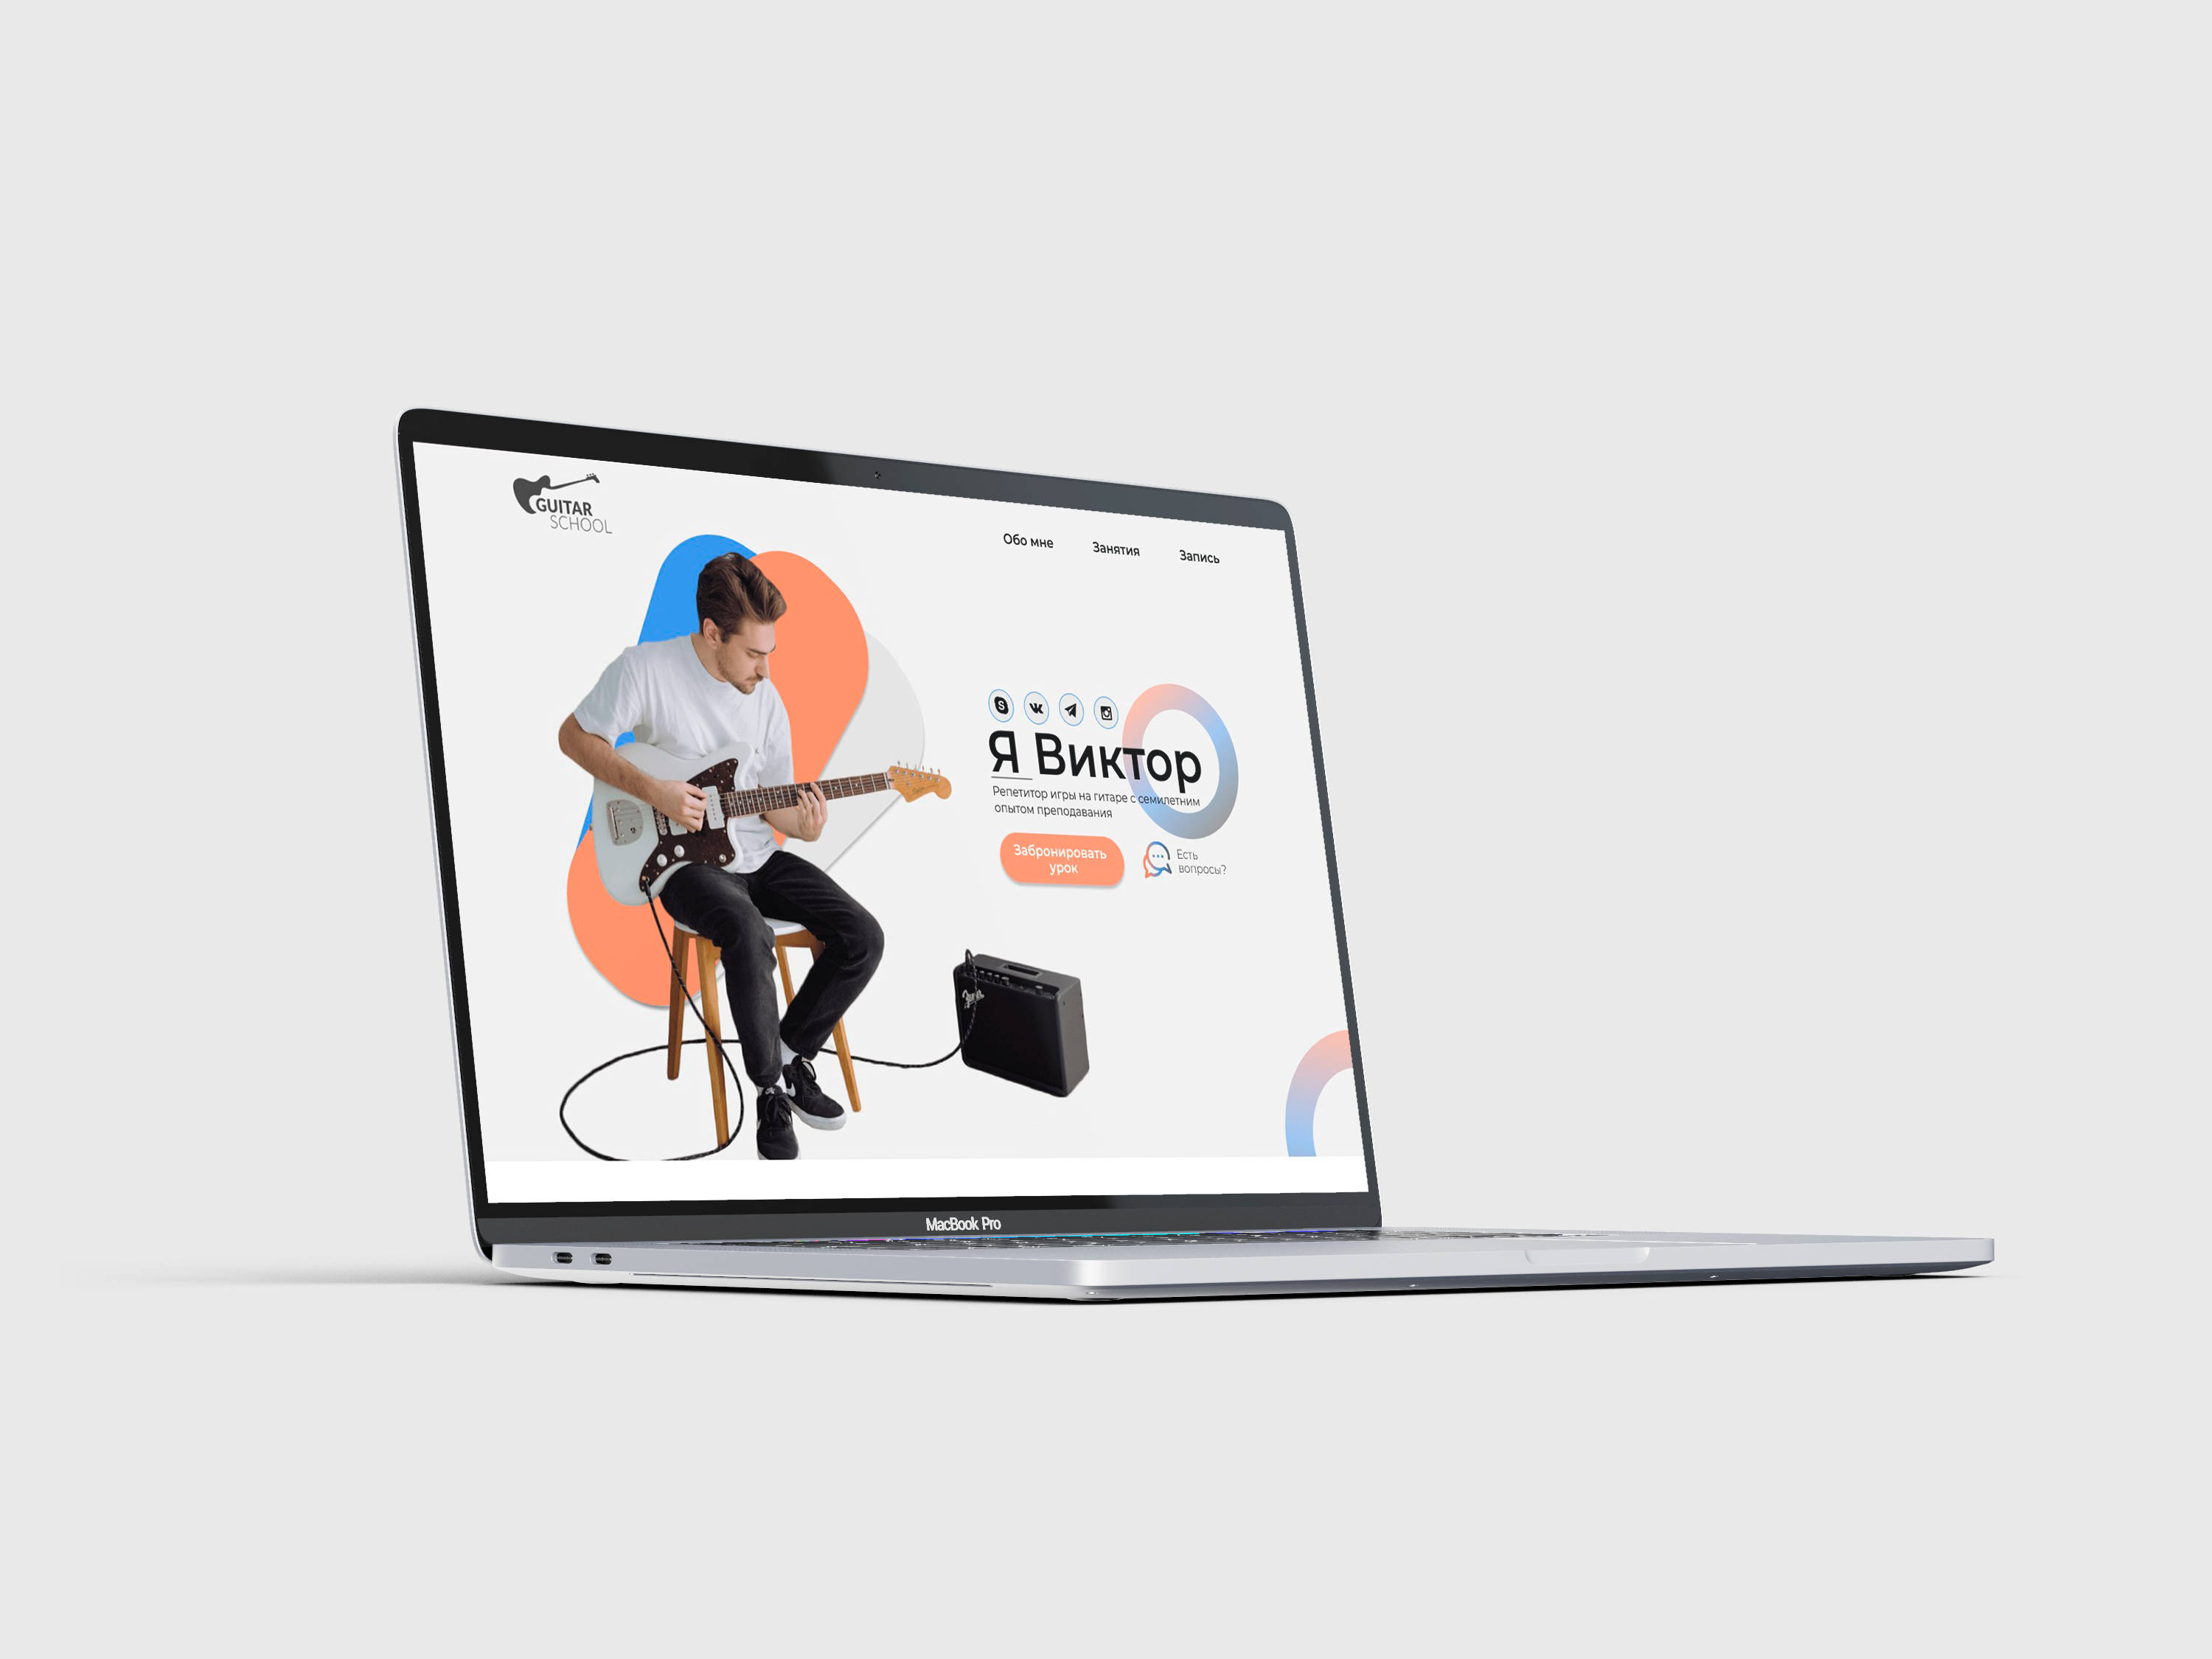 GUITAR
SCHOOL
Обо мне
Занятия
Запись
Я Виктор
Репетитор игры на гитаре с семилетним
опытом преподавания
Забронировать
урок
Есть
вопросы?
MacBook Pro